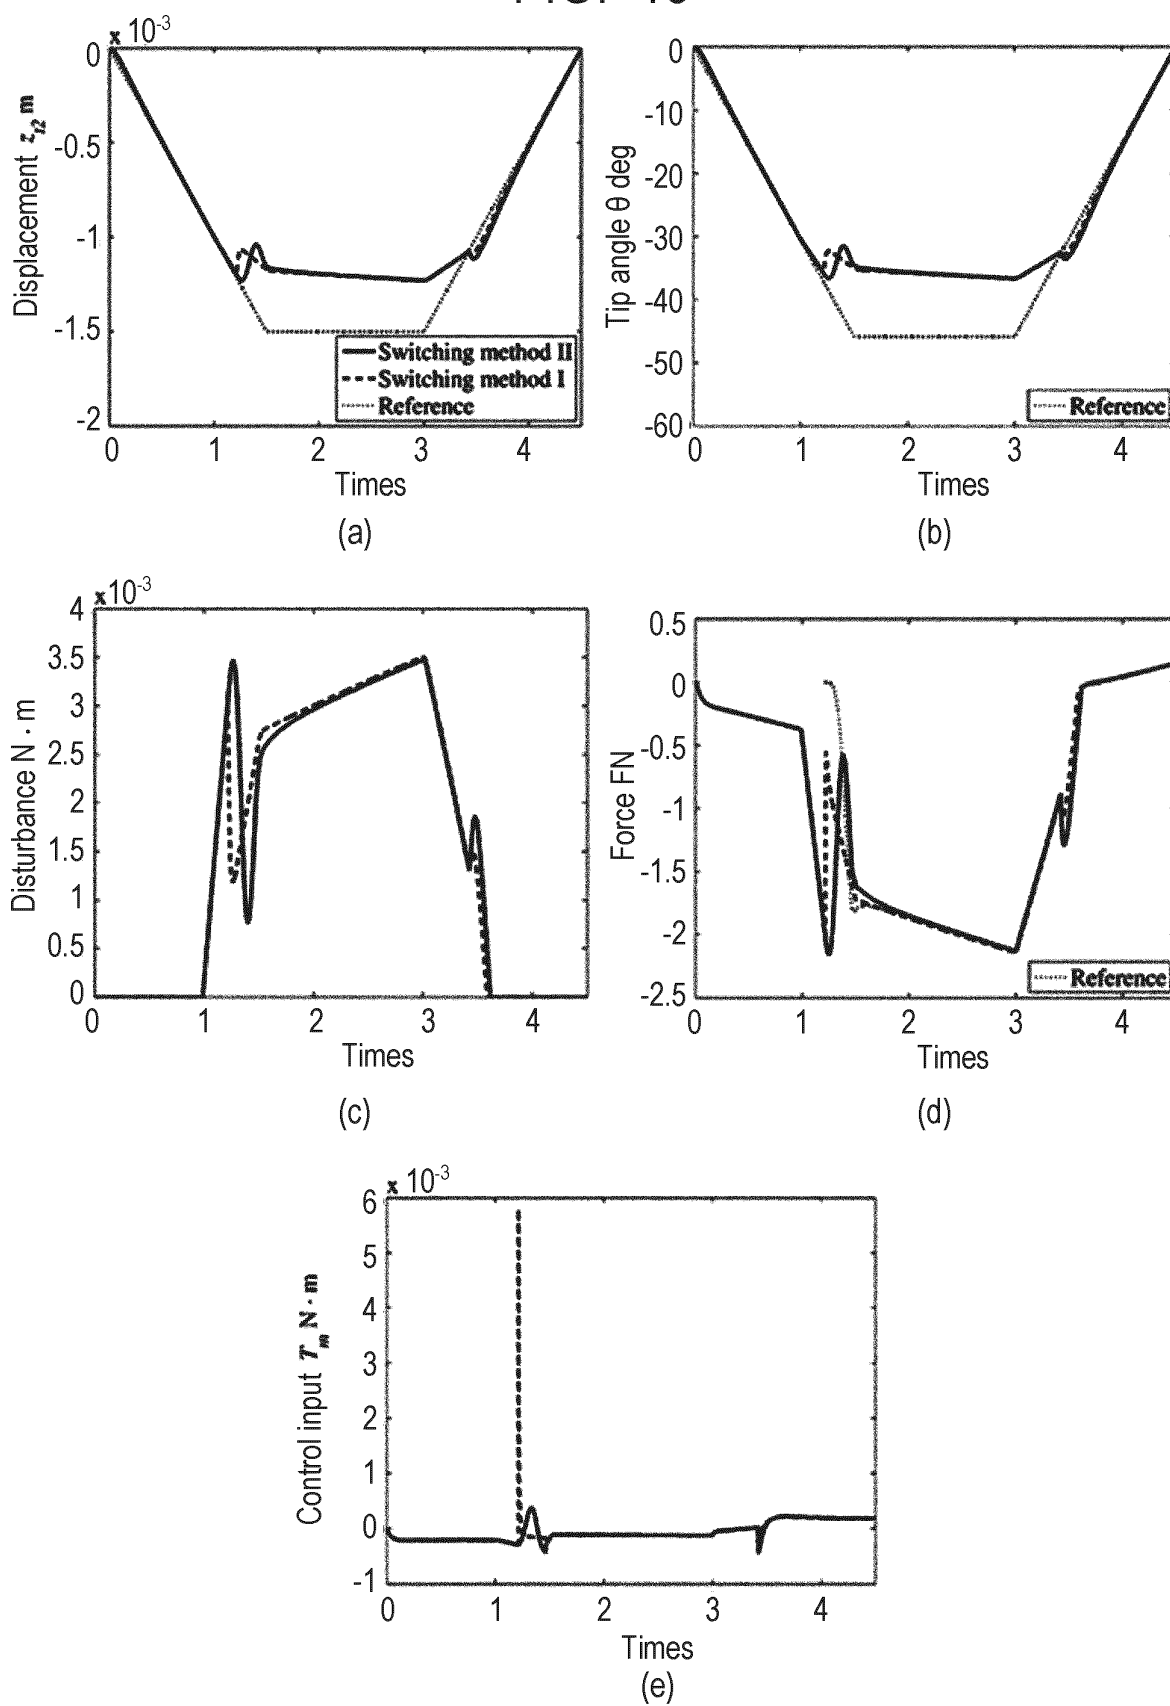 x 10-3
0
-0.5
-1
-1.5
-2
Displacement zt2 m
Switching method II
Switching method I
Reference
0 1 2 3 4
Times
(a)
0
-10
-20
-30
-40
-50
-60
Tip angle θ deg
Reference
0 1 2 3 4
Times
(b)
x10-3
4
3.5
3
2.5
2
1.5
1
0.5
0
Disturbance N · m
0 1 2 3 4
Times
(c)
0.5
0
-0.5
-1
-1.5
-2
-2.5
Force FN
Reference
0 1 2 3 4
Times
(d)
x 10-3
6
5
4
3
2
1
0
-1
Control input Tm N · m
0 1 2 3 4
Times
(e)